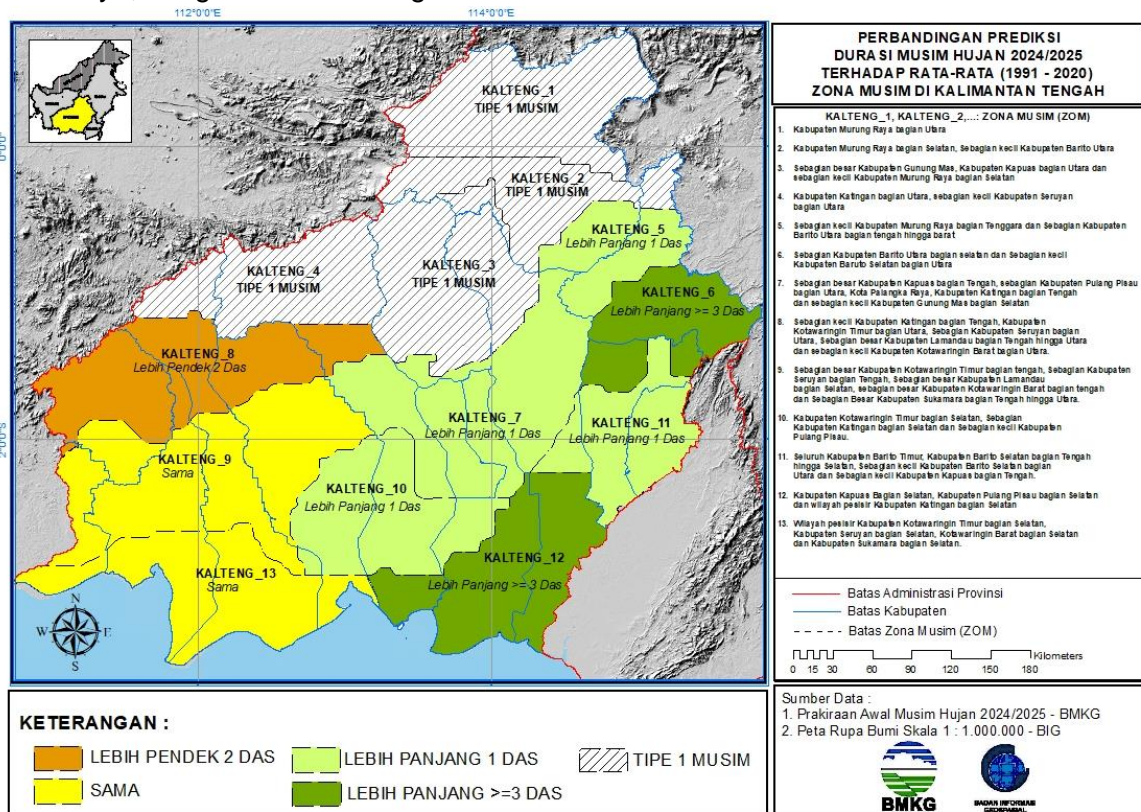 112°0'0"E
114°0'0"E
0°0'0"
2°0'0"S
KALTENG_1
TIPE 1 MUSIM
KALTENG_2
TIPE 1 MUSIM
KALTENG_5
Lebih Panjang 1 Das
KALTENG_4
TIPE 1 MUSIM
KALTENG_3
TIPE 1 MUSIM
KALTENG_6
Lebih Panjang >= 3 Das
KALTENG_8
Lebih Pendek 2 Das
KALTENG_7
Lebih Panjang 1 Das
KALTENG_11
Lebih Panjang 1 Das
KALTENG_9
Sama
KALTENG_10
Lebih Panjang 1 Das
KALTENG_12
Lebih Panjang >= 3 Das
KALTENG_13
Sama
N
W E
S
PERBANDINGAN PREDIKSI
DURASI MUSIM HUJAN 2024/2025
TERHADAP RATA-RATA (1991 - 2020)
ZONA MUSIM DI KALIMANTAN TENGAH
KALTENG_1, KALTENG_2,...: ZONA MUSIM (ZOM)
1. Kabupaten Murung Raya bagian Utara
2. Kabupaten Murung Raya bagian Selatan, Sebagian kecil Kabupaten Barito Utara
3. Sebagian besar Kabupaten Gunung Mas, Kabupaten Kapuas bagian Utara dan
sebagian kecil Kabupaten Murung Raya bagian Selatan
4. Kabupaten Katingan bagian Utara, sebagian kecil Kabupaten Seruyan
bagian Utara
5. Sebagian kecil Kabupaten Murung Raya bagian Tenggara dan Sebagian Kabupaten
Barito Utara bagian tengah hingga barat
6. Sebagian Kabupaten Barito Utara bagian selatan dan Sebagian kecil
Kabupaten Baruto Selatan bagian Utara
7. Sebagian besar Kabupaten Kapuas bagian Tengah, sebagian Kabupaten Pulang Pisau
bagian Utara, Kota Palangka Raya, Kabupaten Katingan bagian Tengah
dan sebagian kecil Kabupaten Gunung Mas bagian Selatan
8. Sebagian kecil Kabupaten Katingan bagian Tengah, Kabupaten
Kotawaringin Timur bagian Utara, Sebagian Kabupaten Seruyan bagian
Utara, Sebagian besar Kabupaten Lamandau bagian Tengah hingga Utara
dan sebagian kecil Kabupaten Kotawaringin Barat bagian Utara.
9. Sebagian besar Kabupaten Kotawaringin Timur bagian tengah, Sebagian Kabupaten
Seruyan bagian Tengah, Sebagian besar Kabupaten Lamandau
bagian Selatan, sebagian besar Kabupaten Kotawaringin Barat bagian tengah
dan Sebagian Besar Kabupaten Sukamara bagian Tengah hingga Utara.
10. Kabupaten Kotawaringin Timur bagian Selatan, Sebagian
Kabupaten Katingan bagian Selatan dan Sebagian kecil Kabupaten
Pulang Pisau.
11. Seluruh Kabupaten Barito Timur, Kabupaten Barito Selatan bagian Tengah
hingga Selatan, Sebagian kecil Kabupaten Barito Selatan bagian
Utara dan Sebagian kecil Kabupaten Kapuas bagian Tengah.
12. Kabupaten Kapuas Bagian Selatan, Kabupaten Pulang Pisau bagian Selatan
dan wilayah pesisir Kabupaten Katingan bagian Selatan
13. Wilayah pesisir Kabupaten Kotawaringin Timur bagian Selatan,
Kabupaten Seruyan bagian Selatan, Kotawaringin Barat bagian Selatan
dan Kabupaten Sukamara bagian Selatan.
Batas Administrasi Provinsi
Batas Kabupaten
Batas Zona Musim (ZOM)
Kilometers
0 15 30 60 90 120 150 180
KETERANGAN :
LEBIH PENDEK 2 DAS
LEBIH PANJANG 1 DAS
TIPE 1 MUSIM
SAMA
LEBIH PANJANG >=3 DAS
Sumber Data :
1. Prakiraan Awal Musim Hujan 2024/2025 - BMKG
2. Peta Rupa Bumi Skala 1 : 1.000.000 - BIG
BMKG
BADAN INFORMASI
GEOSPASIAL